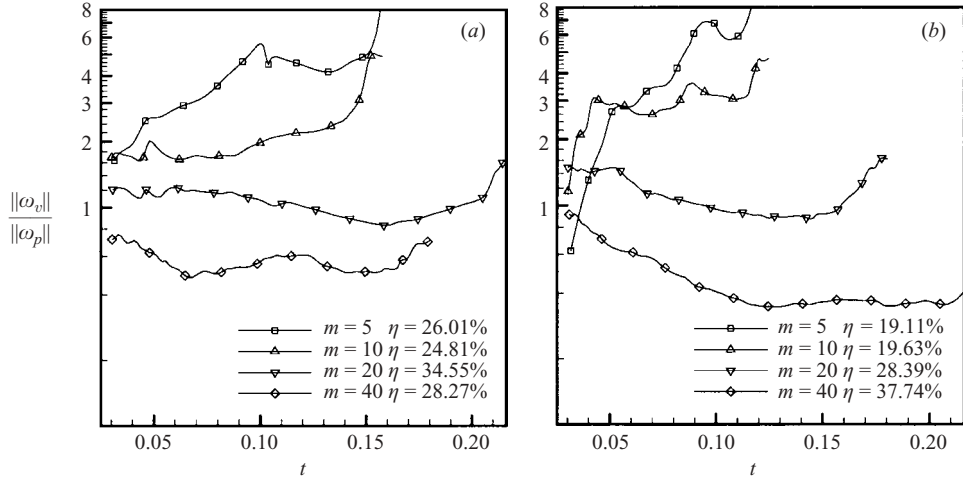 8
6
4
3
2
1
||ω_v||
||ω_p||
(a)
m = 5 η = 26.01%
m = 10 η = 24.81%
m = 20 η = 34.55%
m = 40 η = 28.27%
0.05 0.10 0.15 0.20
t
8
6
4
3
2
1
(b)
m = 5 η = 19.11%
m = 10 η = 19.63%
m = 20 η = 28.39%
m = 40 η = 37.74%
0.05 0.10 0.15 0.20
t